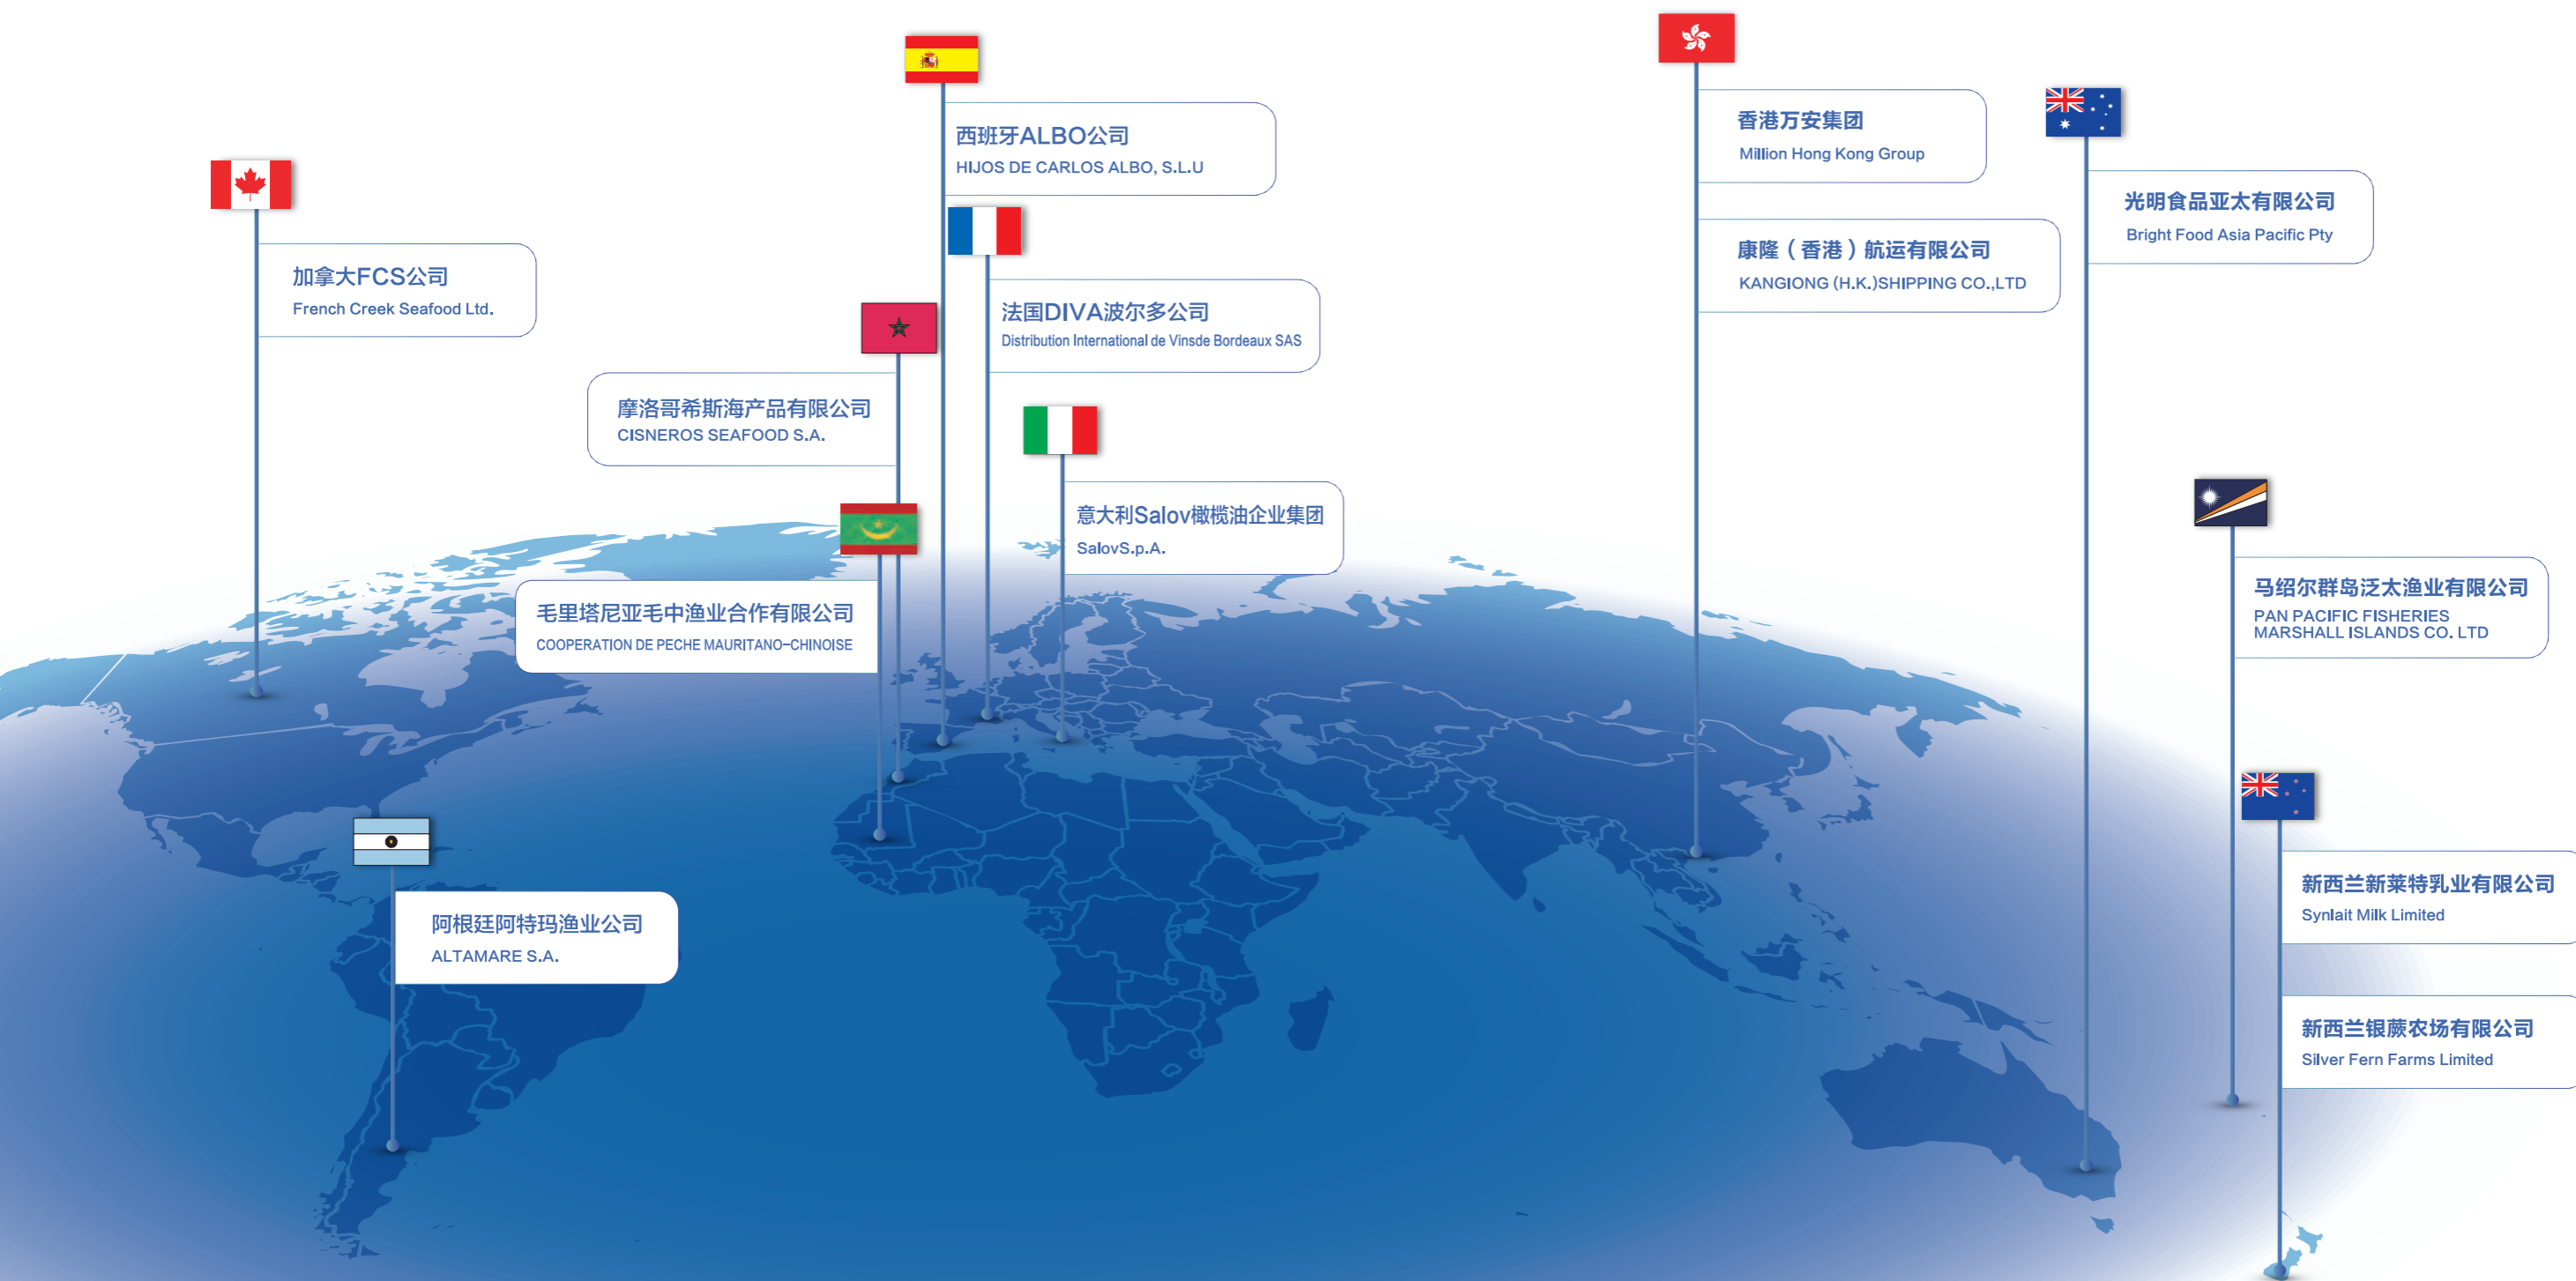 西班牙ALBO公司
HIJOS DE CARLOS ALBO, S.L.U
香港万安集团
Million Hong Kong Group
光明食品亚太有限公司
Bright Food Asia Pacific Pty
康隆（香港）航运有限公司
KANGIONG (H.K.)SHIPPING CO.,LTD
加拿大FCS公司
French Creek Seafood Ltd.
法国DIVA波尔多公司
Distribution International de Vinsde Bordeaux SAS
摩洛哥希斯海产品有限公司
CISNEROS SEAFOOD S.A.
意大利Salov橄榄油企业集团
SalovS.p.A.
毛里塔尼亚毛中渔业合作有限公司
COOPERATION DE PECHE MAURITANO-CHINOISE
马绍尔群岛泛太渔业有限公司
PAN PACIFIC FISHERIES
MARSHALL ISLANDS CO. LTD
新西兰新莱特乳业有限公司
Synlait Milk Limited
阿根廷阿特玛渔业公司
ALTAMARE S.A.
新西兰银蕨农场有限公司
Silver Fern Farms Limited